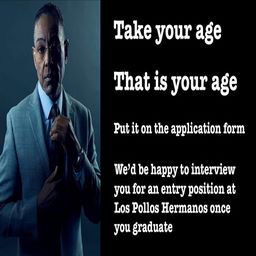 Take your age
That is your age
Put it on the application form
We'd be happy to interview
you for an entry position at
Los Pollos Hermanos once
you graduate